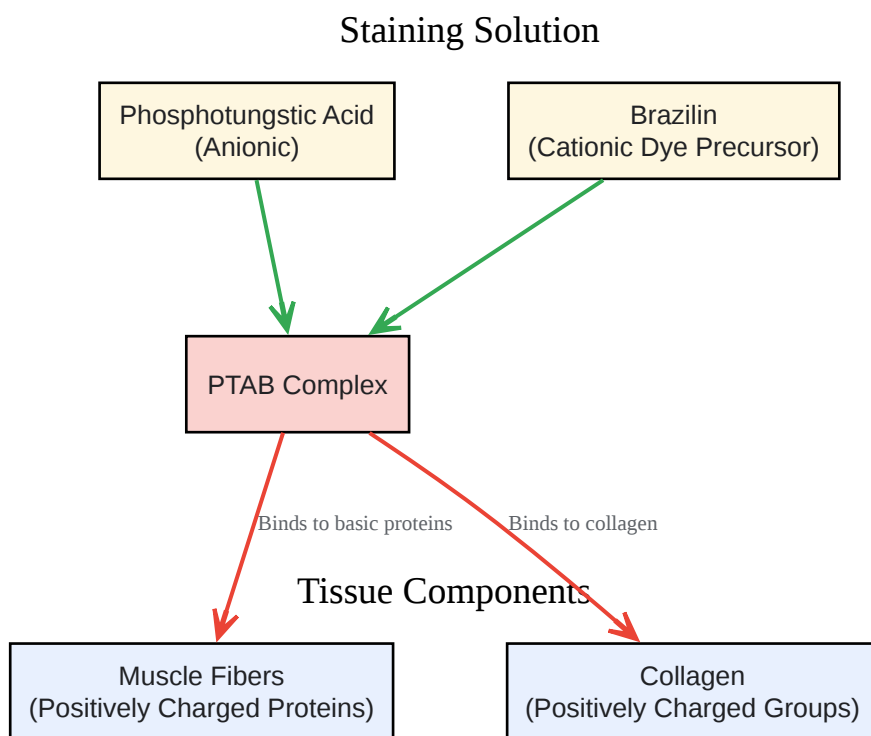 Staining Solution
Phosphotungstic Acid
(Anionic)
Brazilin
(Cationic Dye Precursor)
PTAB Complex
Binds to basic proteins
Binds to collagen
Tissue Components
Muscle Fibers
(Positively Charged Proteins)
Collagen
(Positively Charged Groups)